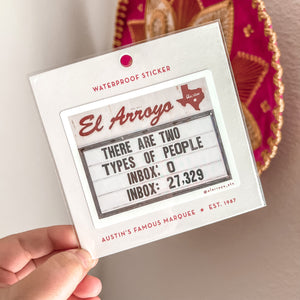 WATERPROOF STICKER
El Arroyo
THERE ARE TWO
TYPES OF PEOPLE
INBOX: 0
INBOX: 27,329
@elarroyo_atx
AUSTIN'S FAMOUS MARQUEE ★ EST. 1987